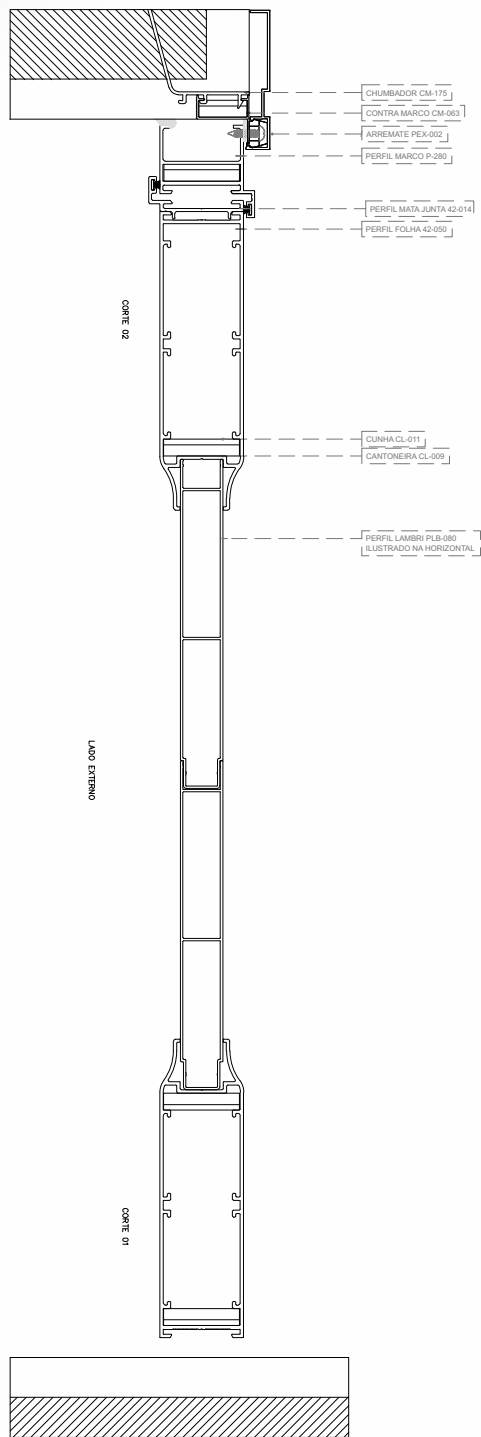 CHUMBADOR CM-175
CONTRA MARCO CM-063
ARREMATE PEX-002
PERFIL MARCO P-280
PERFIL MATA JUNTA 42-014
PERFIL FOLHA 42-050
CORTE 02
CUNHA CL-011
CANTONEIRA CL-009
PERFIL LAMBRI PLB-080
ILUSTRADO NA HORIZONTAL
LADO EXTERNO
CORTE 01